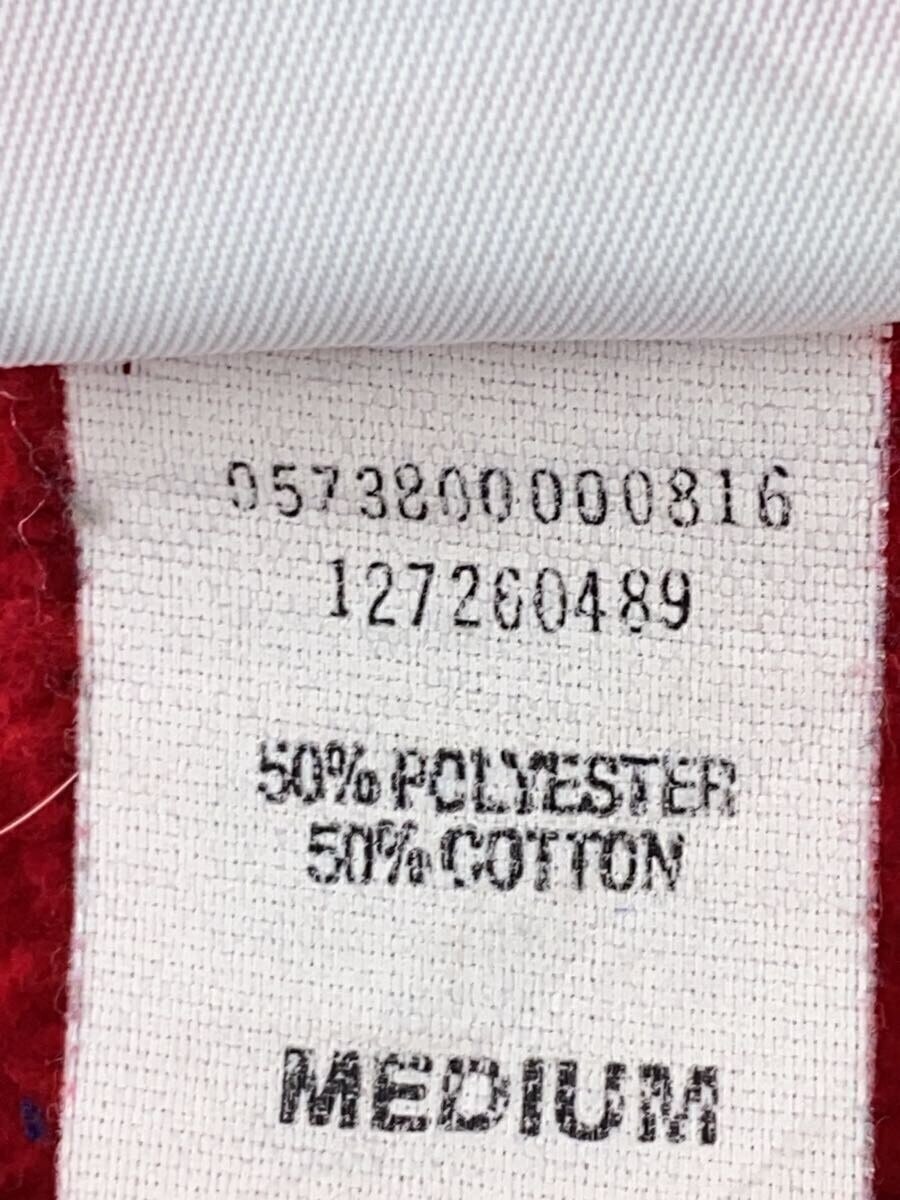 0573800000816
127260489
50% POLYESTER
50% COTTON
MEDIUM